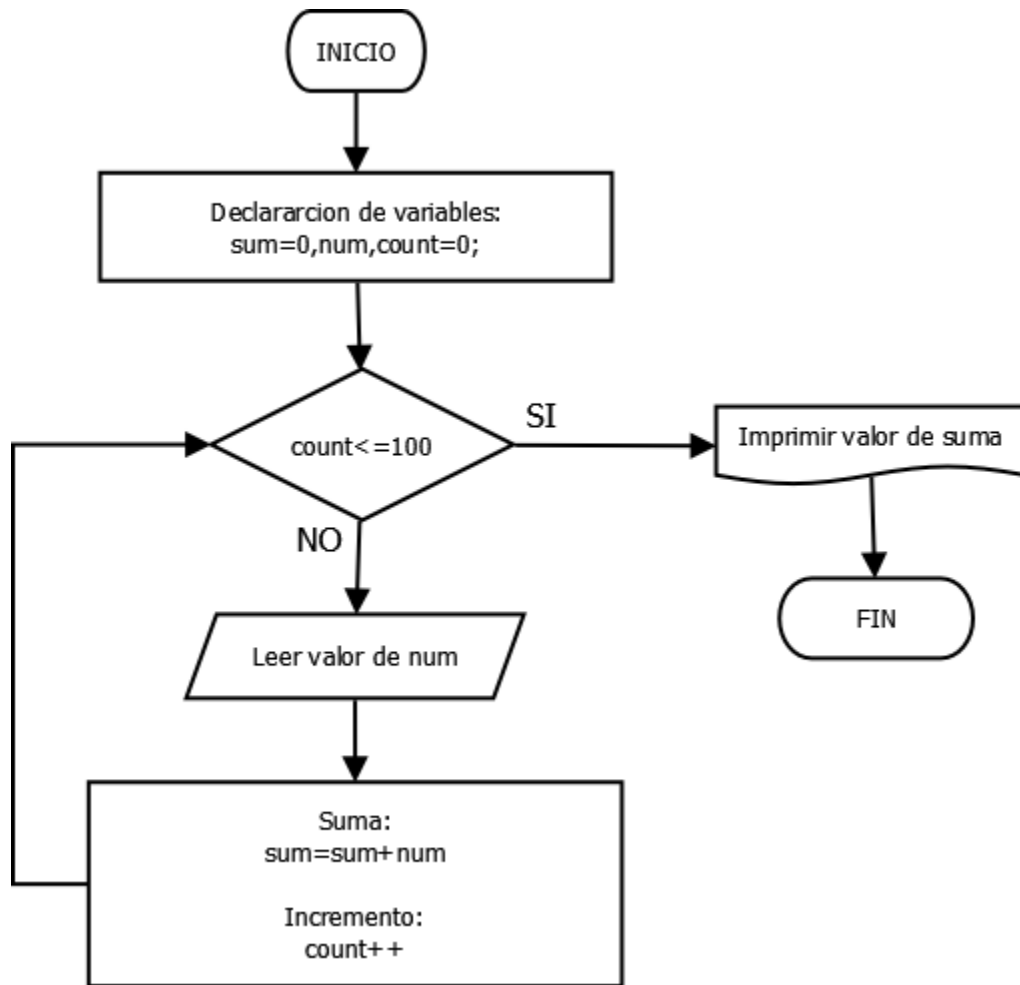 INICIO
Declararcion de variables:
sum=0,num,count=0;
count<=100
SI
Imprimir valor de suma
NO
FIN
Leer valor de num
Suma:
sum=sum+num
Incremento:
count++